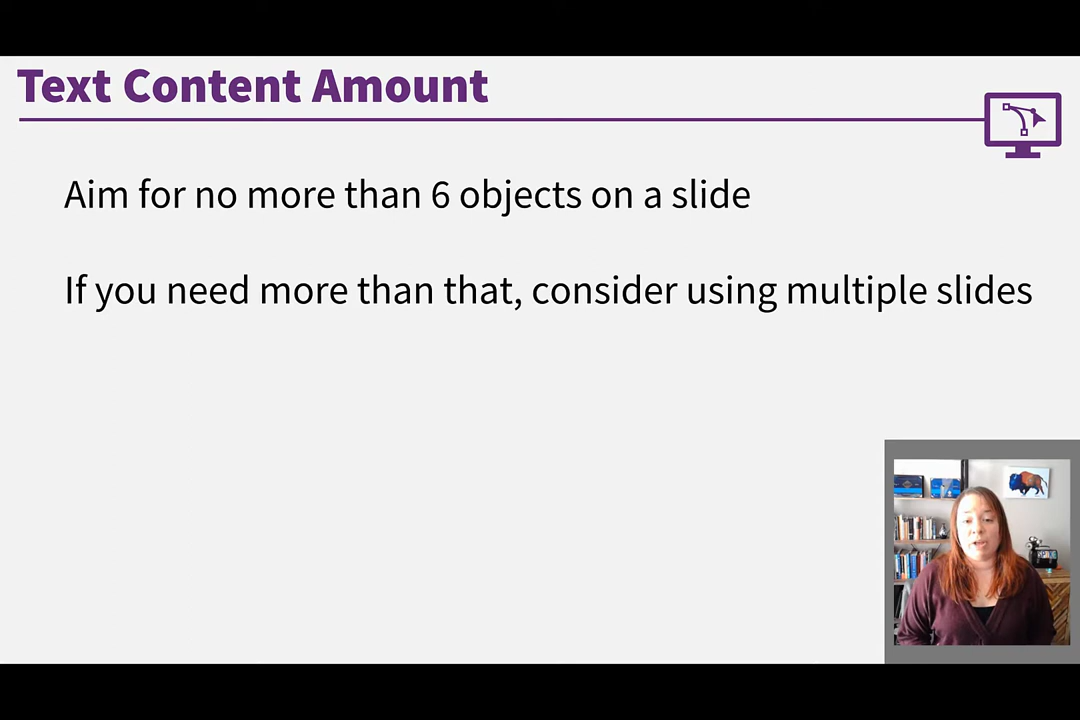 Text Content Amount
Aim for no more than 6 objects on a slide
If you need more than that, consider using multiple slides